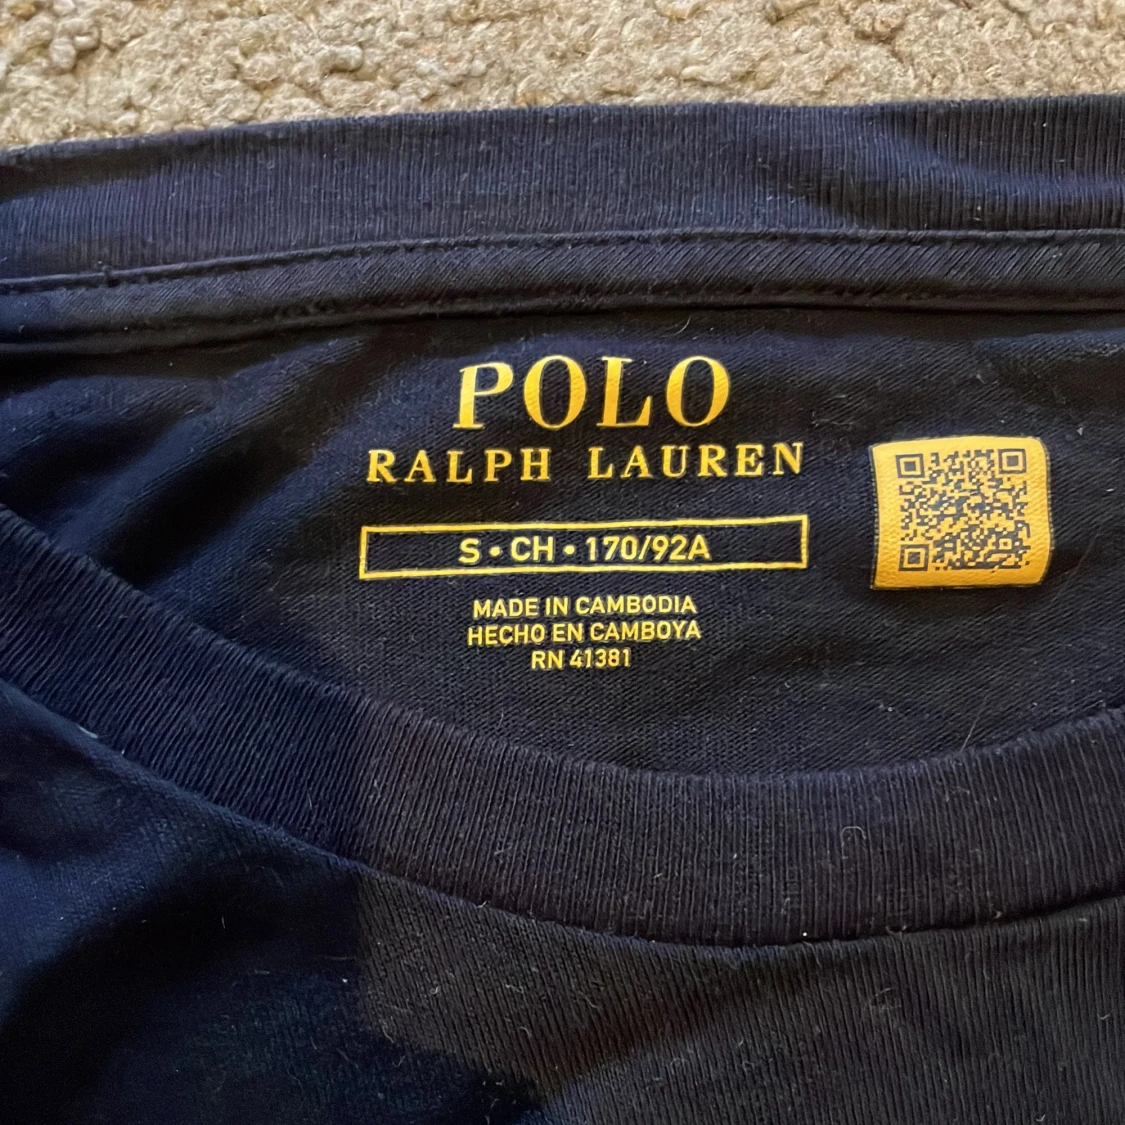 POLO
RALPH LAUREN
S • CH • 170/92A
MADE IN CAMBODIA
HECHO EN CAMBOYA
RN 41381